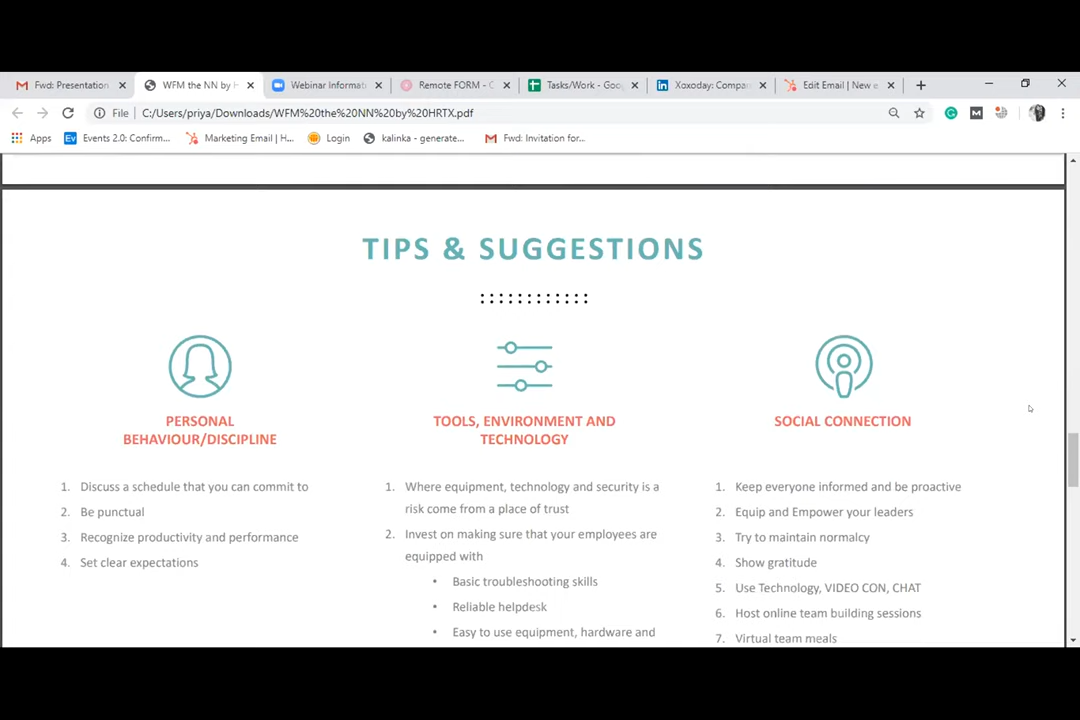 Fwd: Presentation
WFM the NN by H
Webinar Informati
Remote FORM - C
Tasks/Work - Goo
Xoxoday: Compan
Edit Email | New e
File
C:/Users/priya/Downloads/WFM%20the%20NN%20by%20HRTX.pdf
Apps
Events 2.0: Confirm...
Marketing Email | H...
Login
kalinka - generate...
Fwd: Invitation for...
TIPS & SUGGESTIONS
PERSONAL
BEHAVIOUR/DISCIPLINE
1. Discuss a schedule that you can commit to
2. Be punctual
3. Recognize productivity and performance
4. Set clear expectations
TOOLS, ENVIRONMENT AND
TECHNOLOGY
1. Where equipment, technology and security is a
risk come from a place of trust
2. Invest on making sure that your employees are
equipped with
• Basic troubleshooting skills
• Reliable helpdesk
• Easy to use equipment, hardware and
SOCIAL CONNECTION
1. Keep everyone informed and be proactive
2. Equip and Empower your leaders
3. Try to maintain normalcy
4. Show gratitude
5. Use Technology, VIDEO CON, CHAT
6. Host online team building sessions
7. Virtual team meals